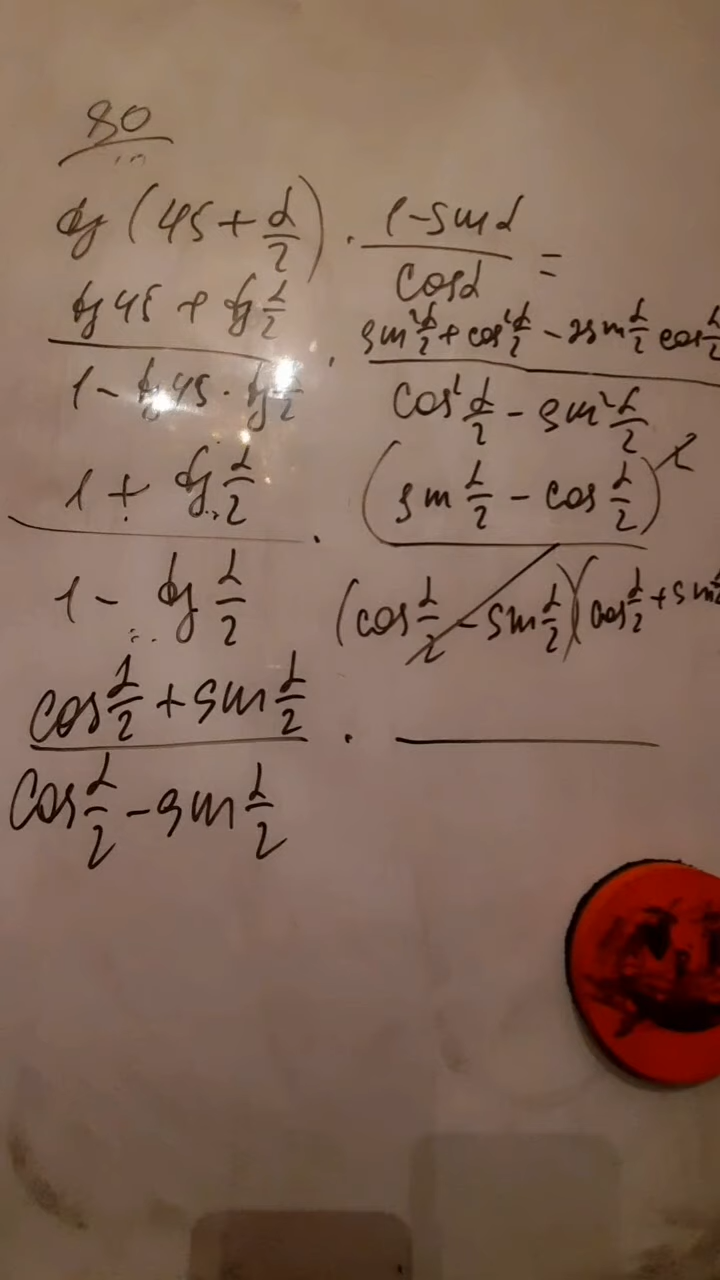 80
tg (45 + α/2) · (1 - sin α)/(cos α) =
(tg 45 + tg α/2)/(1 - tg 45 · tg α/2) · (sin² α/2 + cos² α/2 - 2 sin α/2 cos α/2)/(cos² α/2 - sin² α/2)
(1 + tg α/2)/(1 - tg α/2) · (sin α/2 - cos α/2)²/((cos α/2 - sin α/2)(cos α/2 + sin α/2
(cos α/2 + sin α/2)/(cos α/2 - sin α/2) ·